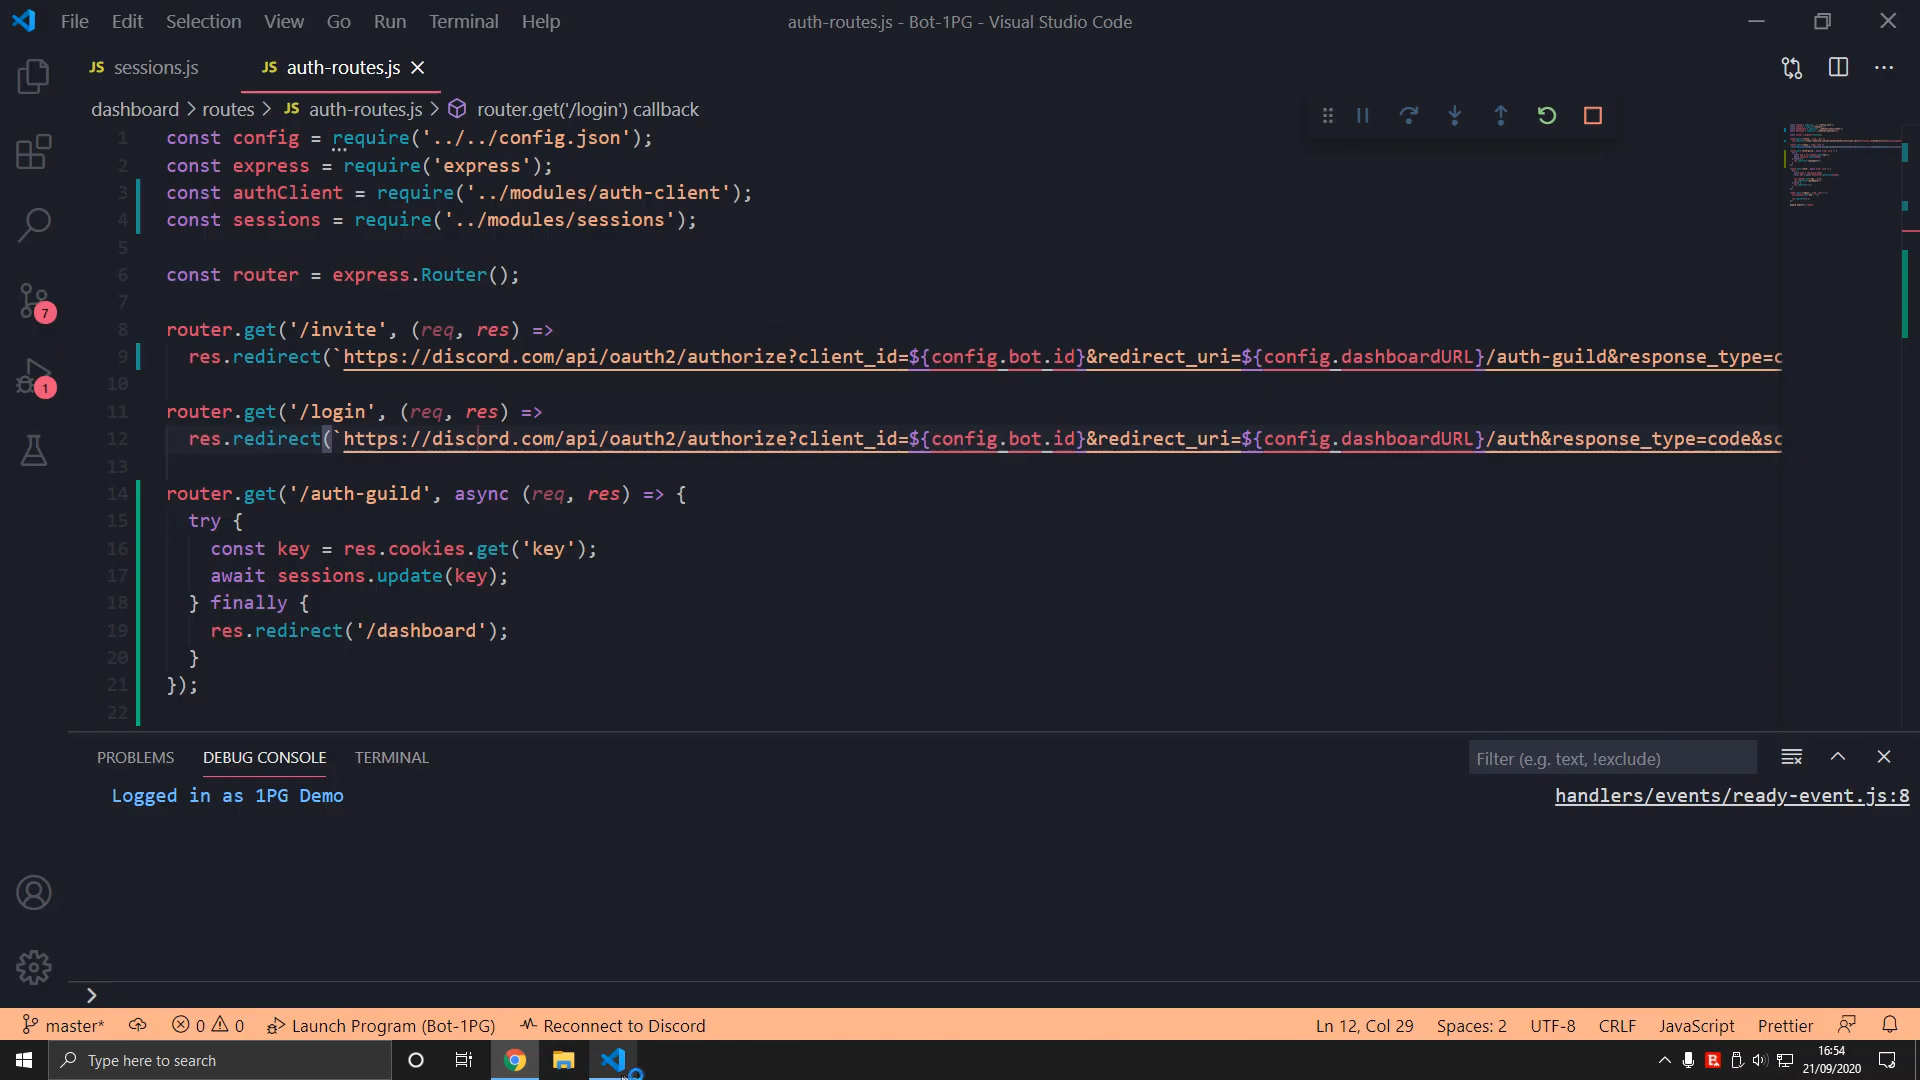 File Edit Selection View Go Run Terminal Help
auth-routes.js - Bot-1PG - Visual Studio Code
JS sessions.js
JS auth-routes.js
dashboard > routes > JS auth-routes.js > router.get('/login') callback
1 const config = require('../../config.json');
2 const express = require('express');
3 const authClient = require('../modules/auth-client');
4 const sessions = require('../modules/sessions');
5
6 const router = express.Router();
7
8 router.get('/invite', (req, res) =>
9 res.redirect(`https://discord.com/api/oauth2/authorize?client_id=${config.bot.id}&redirect_uri=${config.dashboardURL}/auth-guild&response_type=c
10
11 router.get('/login', (req, res) =>
12 res.redirect(`https://discord.com/api/oauth2/authorize?client_id=${config.bot.id}&redirect_uri=${config.dashboardURL}/auth&response_type=code&sc
13
14 router.get('/auth-guild', async (req, res) => {
15 try {
16 const key = res.cookies.get('key');
17 await sessions.update(key);
18 } finally {
19 res.redirect('/dashboard');
20 }
21 });
22
7
1
PROBLEMS DEBUG CONSOLE TERMINAL
Filter (e.g. text, !exclude)
Logged in as 1PG Demo
handlers/events/ready-event.js:8
master* 0 0 Launch Program (Bot-1PG) Reconnect to Discord
Ln 12, Col 29 Spaces: 2 UTF-8 CRLF JavaScript Prettier
Type here to search
16:54
21/09/2020